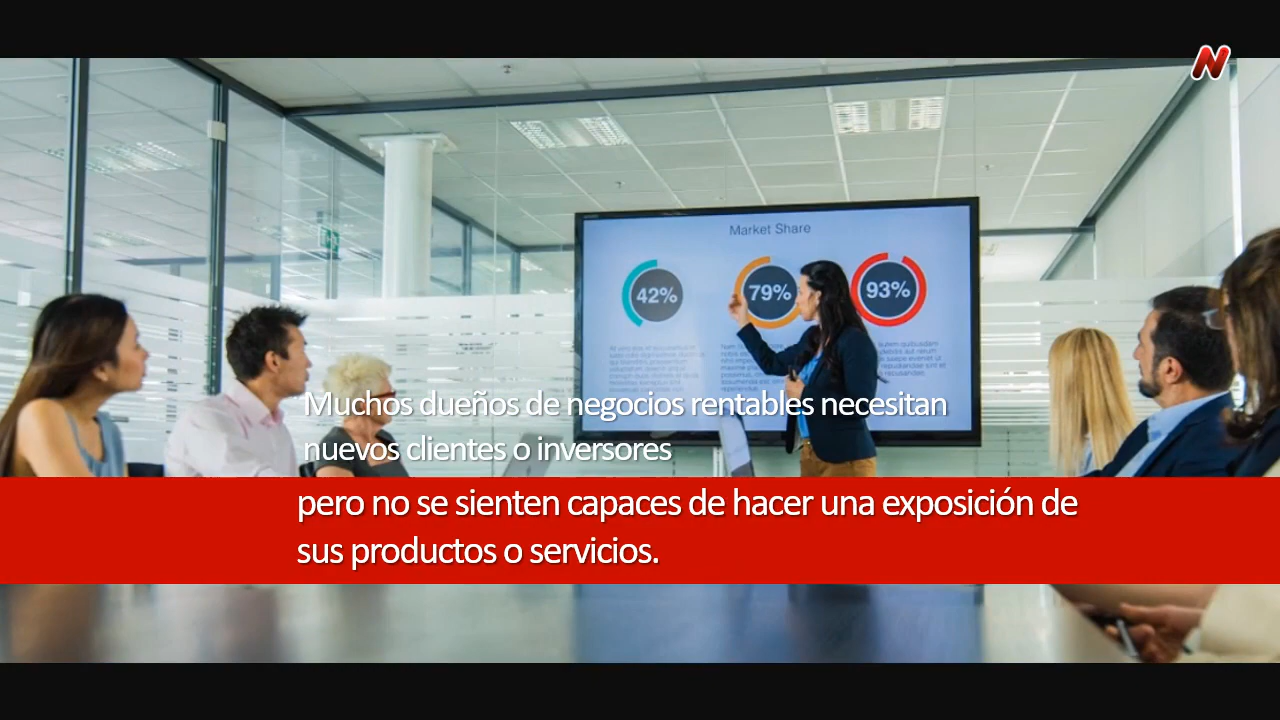 N
Market Share
42%
79%
93%
Muchos dueños de negocios rentables necesitan
nuevos clientes o inversores
pero no se sienten capaces de hacer una exposición de
sus productos o servicios.